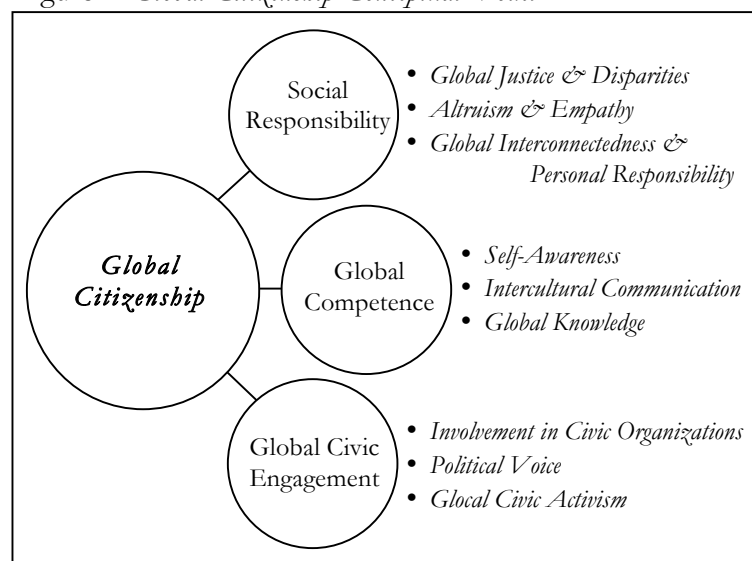 Social
Responsibility
• Global Justice & Disparities
• Altruism & Empathy
• Global Interconnectedness &
Personal Responsibility
Global
Citizenship
Global
Competence
• Self-Awareness
• Intercultural Communication
• Global Knowledge
Global Civic
Engagement
• Involvement in Civic Organizations
• Political Voice
• Glocal Civic Activism